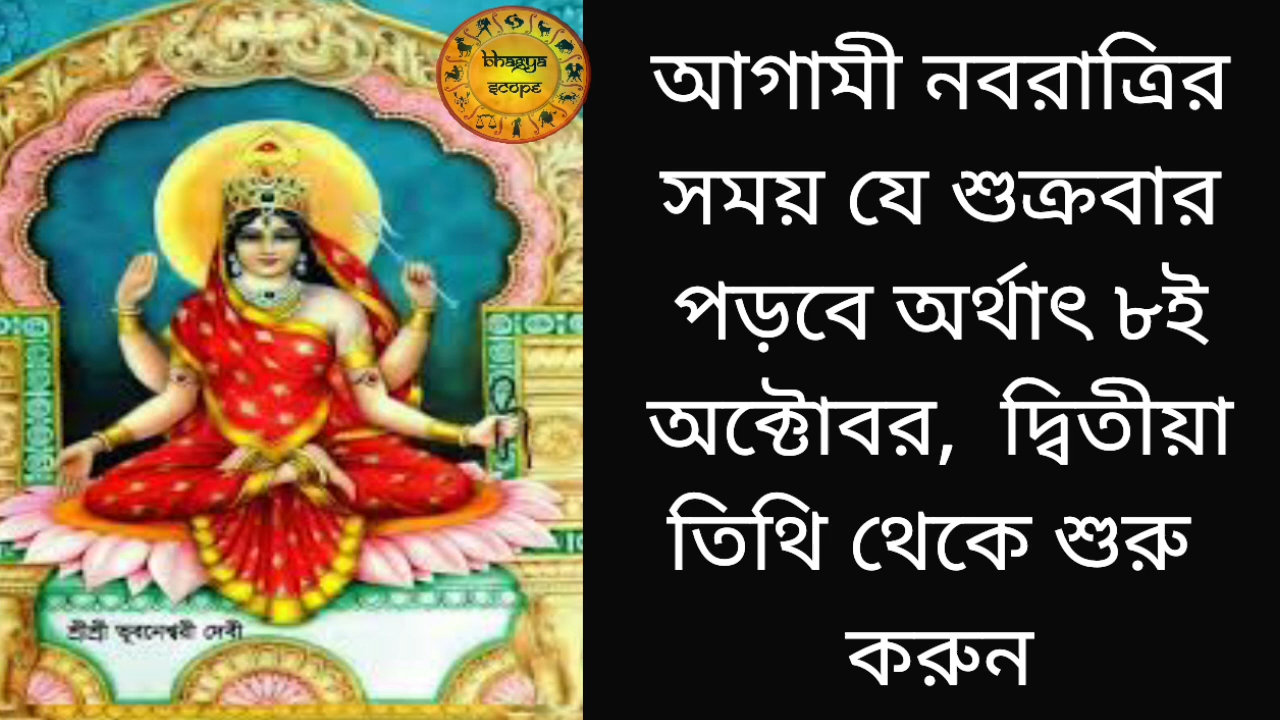 bhagya
scope
আগামী নবরাত্রির
সময় যে শুক্রবার
পড়বে অর্থাৎ ৮ই
অক্টোবর, দ্বিতীয়া
তিথি থেকে শুরু
করুন
শ্রীশ্রী ভূবনেশ্বরী দেবী